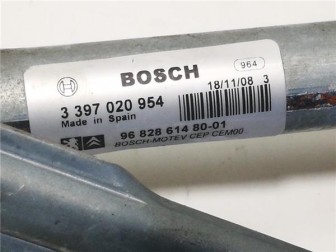 964
BOSCH
18/11/08 3
3 397 020 954
Made in Spain
96 828 614 80-01
BOSCH-MOTEV CEP CEM00